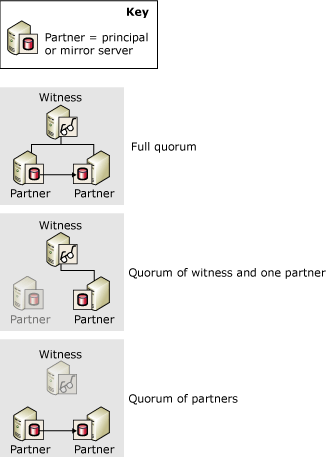 Key
Partner = principal
or mirror server
Witness
Full quorum
Partner Partner
Witness
Quorum of witness and one partner
Partner Partner
Witness
Quorum of partners
Partner Partner